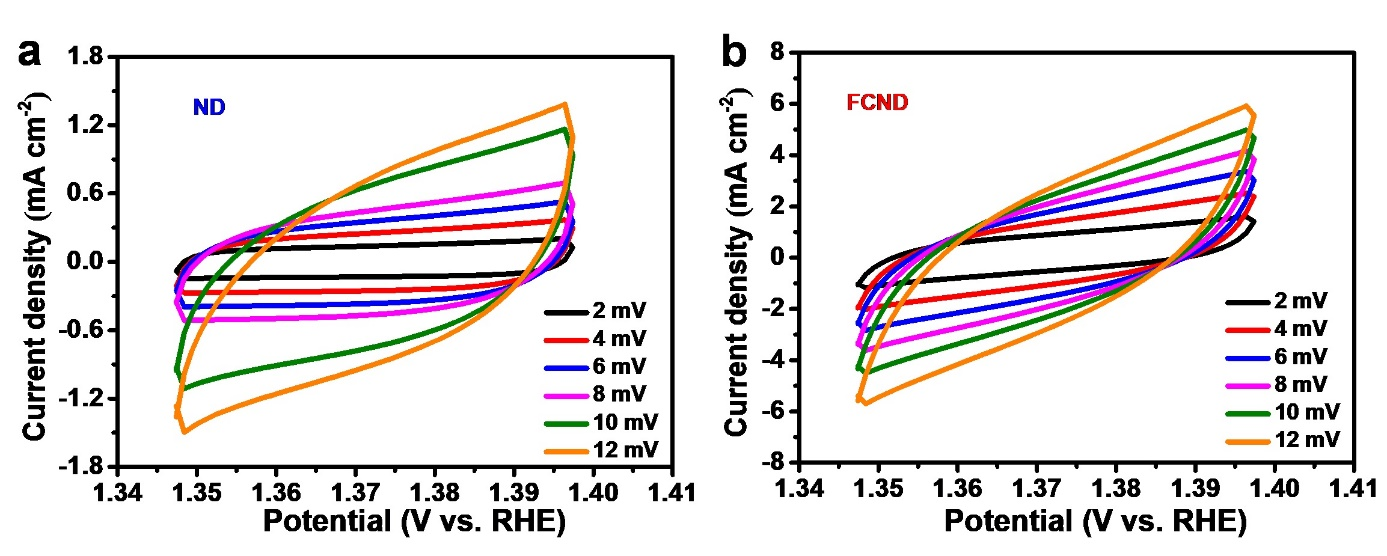 a
1.8
1.2
0.6
0.0
-0.6
-1.2
-1.8
Current density (mA cm-2)
ND
2 mV
4 mV
6 mV
8 mV
10 mV
12 mV
1.34 1.35 1.36 1.37 1.38 1.39 1.40 1.41
Potential (V vs. RHE)
b
8
6
4
2
0
-2
-4
-6
-8
Current density (mA cm-2)
FCND
2 mV
4 mV
6 mV
8 mV
10 mV
12 mV
1.34 1.35 1.36 1.37 1.38 1.39 1.40 1.41
Potential (V vs. RHE)